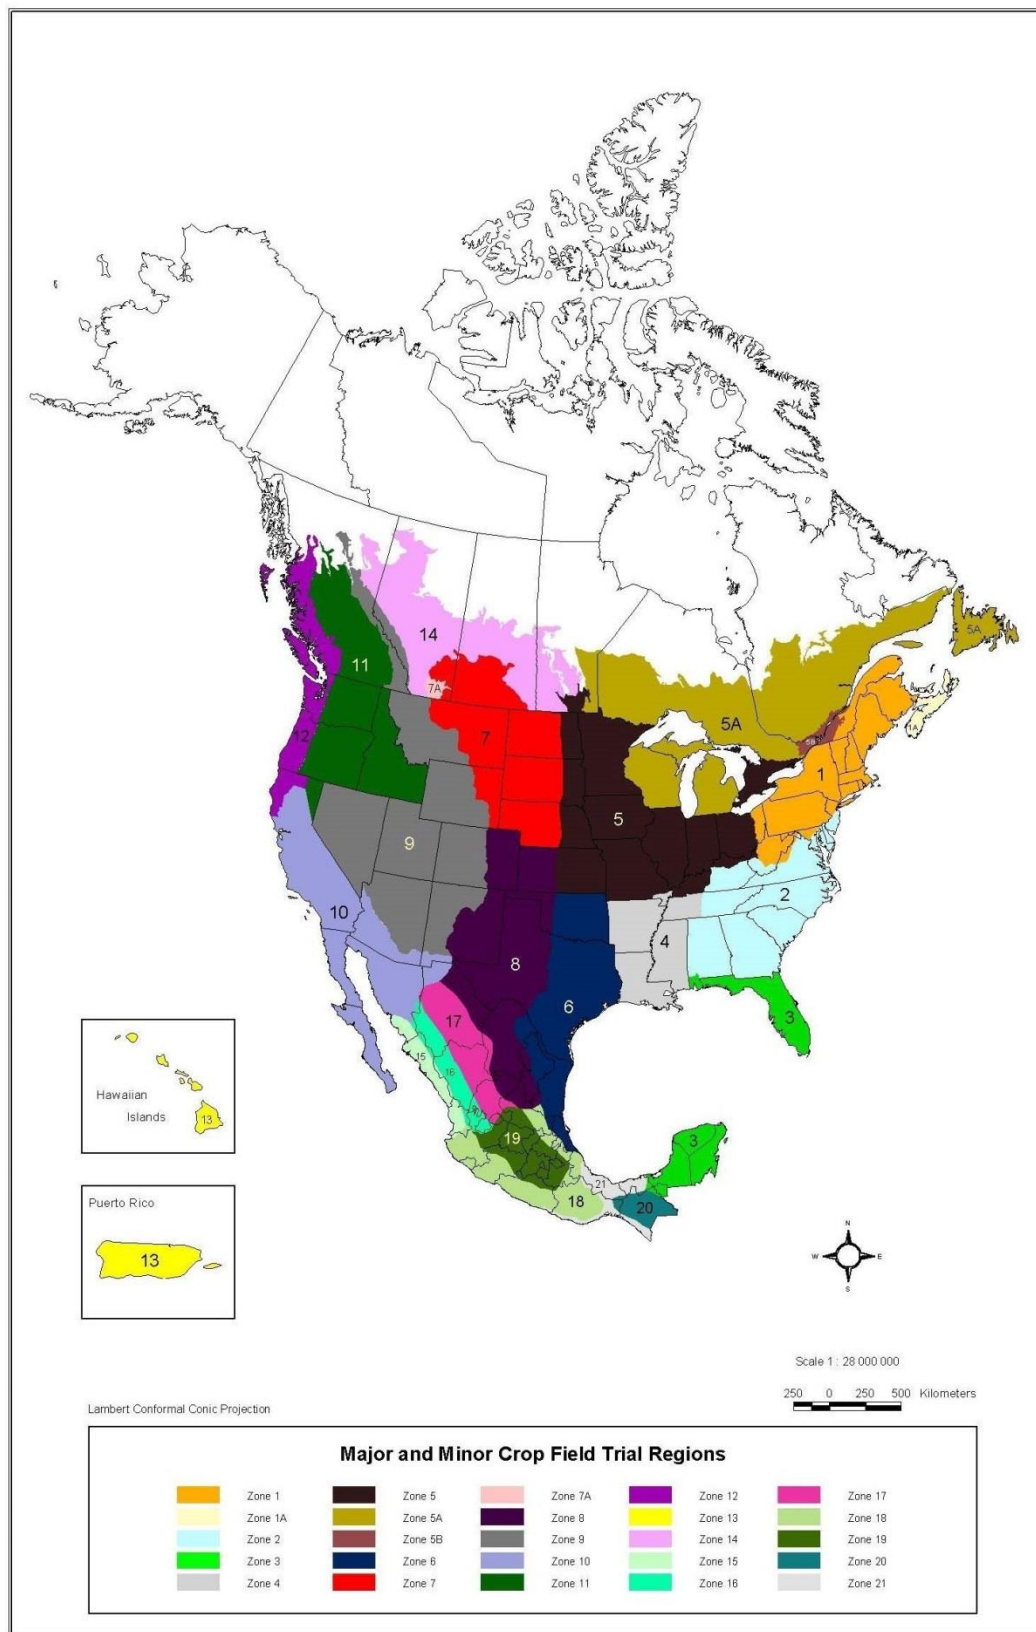 14
11
7A
5A
5A
12
7
5B
1A
1
5
9
2
10
4
8
6
3
17
15
16
19
3
21
18
20
Hawaiian
Islands
13
Puerto Rico
13
N
W E
S
Scale 1 : 28 000 000
250 0 250 500 Kilometers
Lambert Conformal Conic Projection
Major and Minor Crop Field Trial Regions
Zone 1 Zone 5 Zone 7A Zone 12 Zone 17
Zone 1A Zone 5A Zone 8 Zone 13 Zone 18
Zone 2 Zone 5B Zone 9 Zone 14 Zone 19
Zone 3 Zone 6 Zone 10 Zone 15 Zone 20
Zone 4 Zone 7 Zone 11 Zone 16 Zone 21